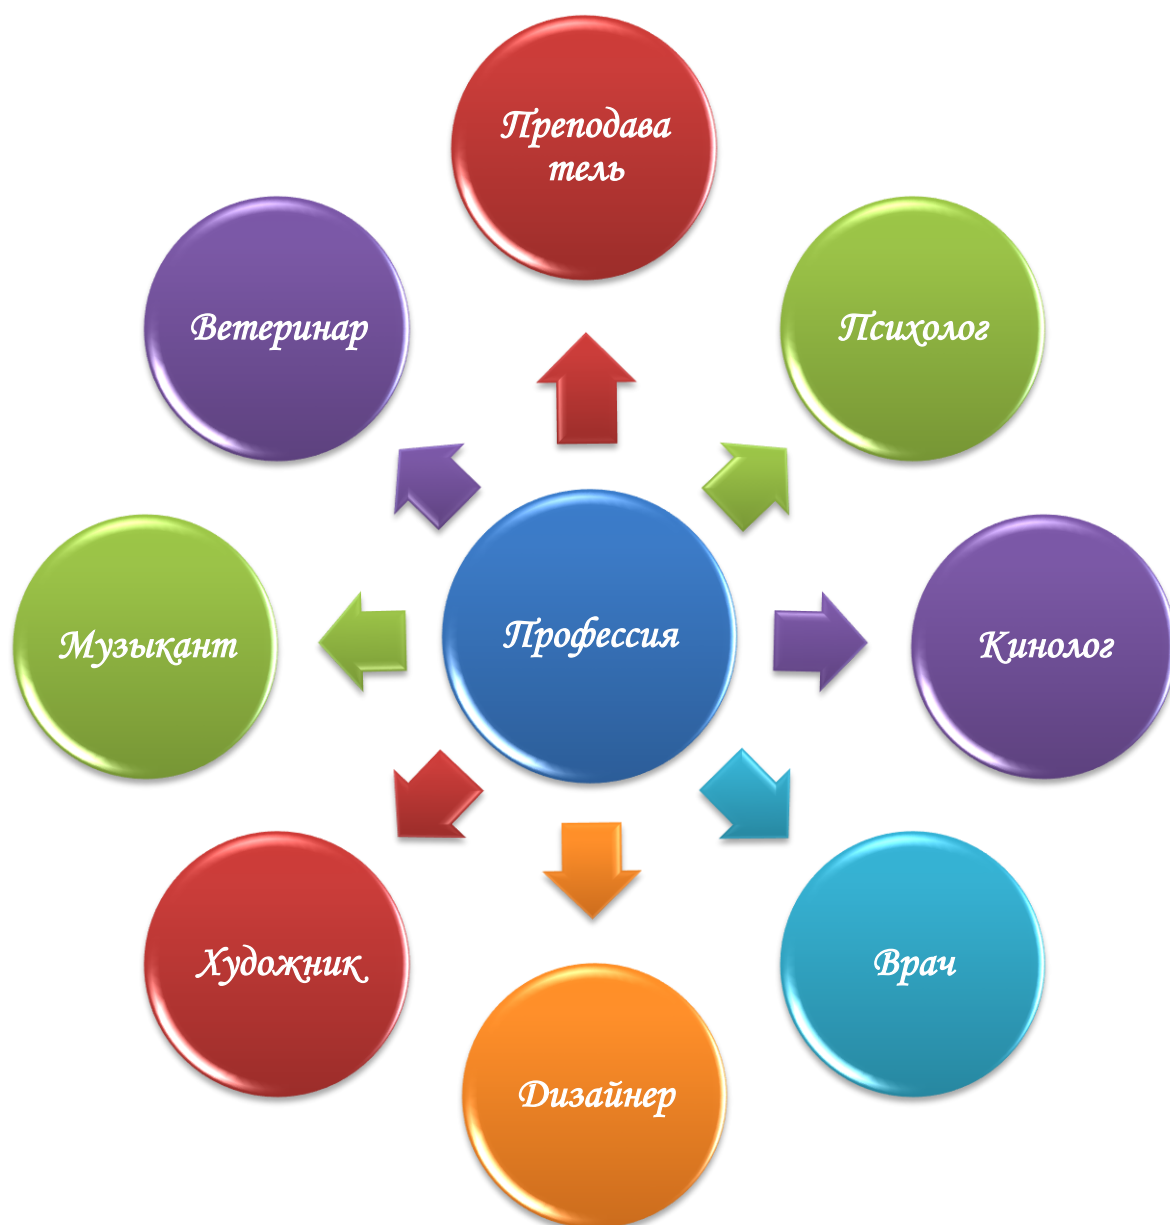 Преподава
тель
Ветеринар
Психолог
Музыкант
Профессия
Кинолог
Художник
Врач
Дизайнер